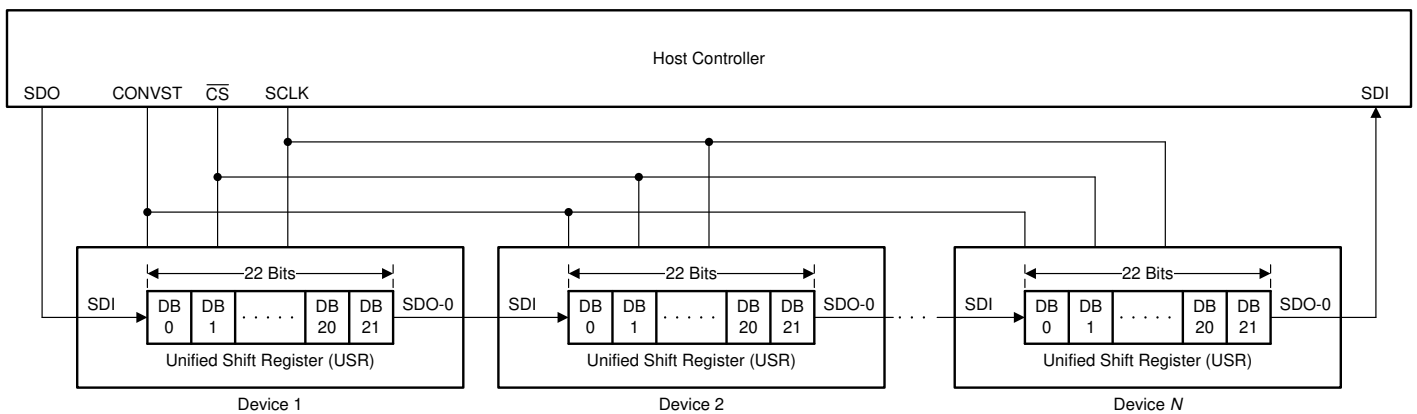 Host Controller
SDO CONVST CS SCLK SDI
22 Bits 22 Bits 22 Bits
SDI DB 0 DB 1 · · · · · DB 20 DB 21 SDO-0 SDI DB 0 DB 1 · · · · · DB 20 DB 21 SDO-0 · · · · SDI DB 0 DB 1 · · · · · DB 20 DB 21 SDO-0
Unified Shift Register (USR) Unified Shift Register (USR) Unified Shift Register (USR)
Device 1 Device 2 Device N